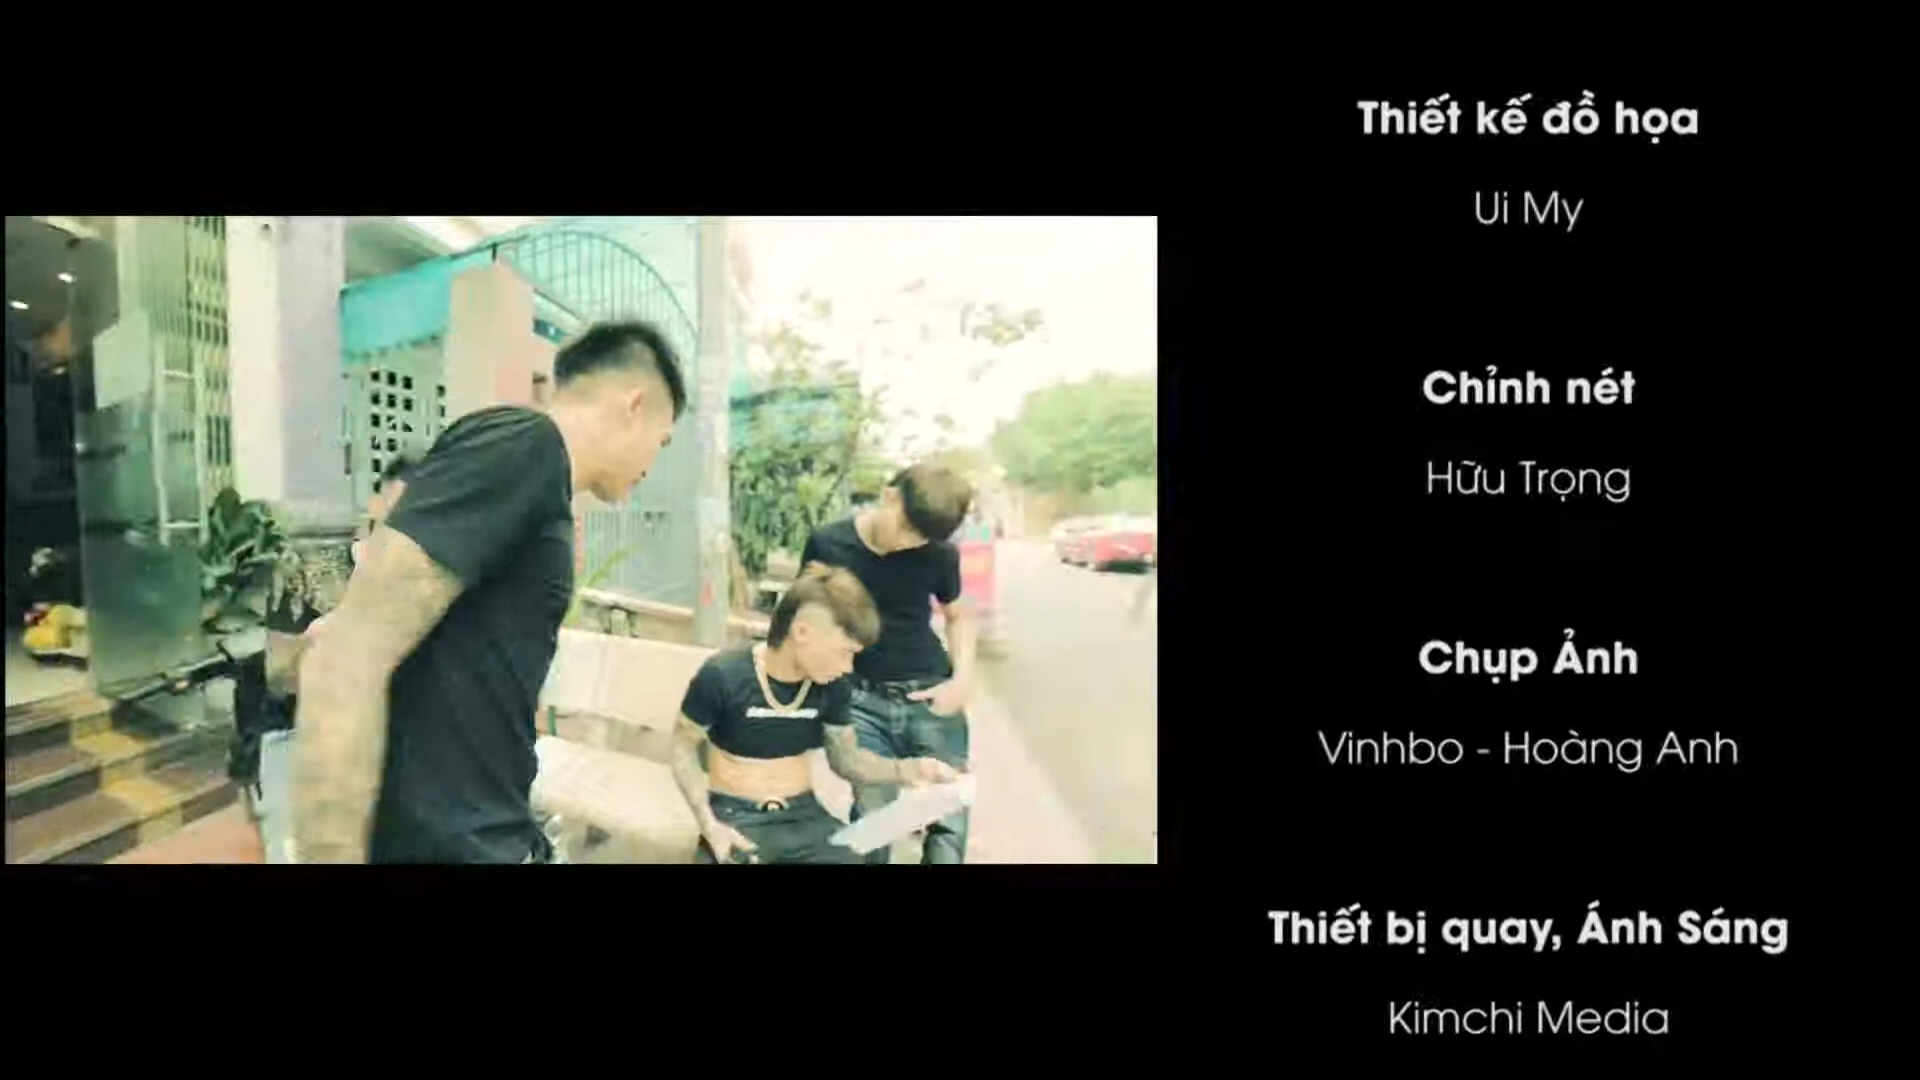 Thiết kế đồ họa
Ui My
Chỉnh nét
Hữu Trọng
Chụp Ảnh
Vinhbo - Hoàng Anh
Thiết bị quay, Ánh Sáng
Kimchi Media